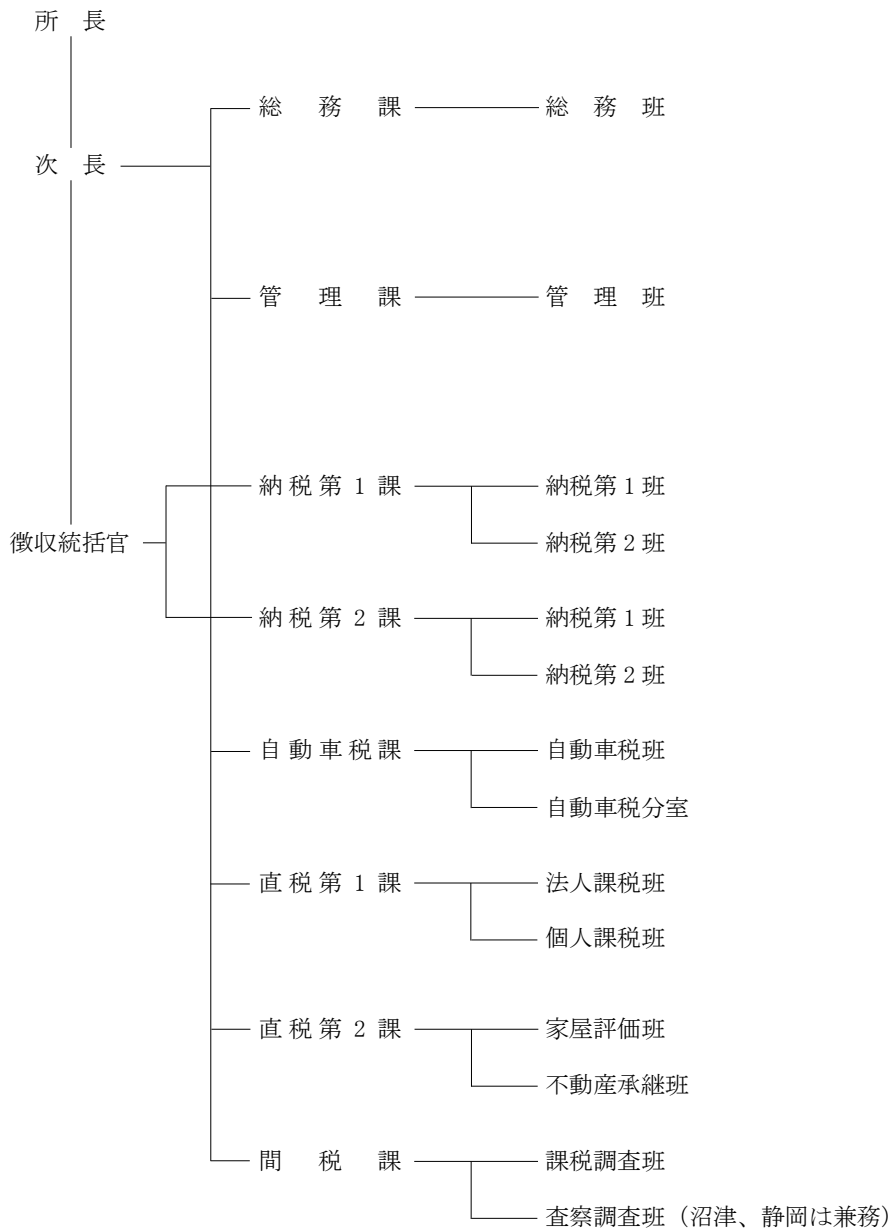 所長
総務課 総務班
次長
管理課 管理班
納税第1課 納税第1班
徴収統括官 納税第2班
納税第2課 納税第1班
納税第2班
自動車税課 自動車税班
自動車税分室
直税第1課 法人課税班
個人課税班
直税第2課 家屋評価班
不動産承継班
間税課 課税調査班
査察調査班（沼津、静岡は兼務）